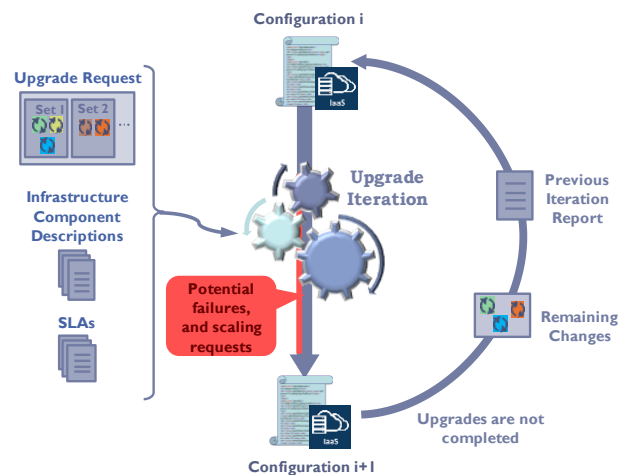 Configuration i
IaaS
Upgrade Request
Set 1
Set 2
...
Upgrade
Iteration
Infrastructure
Component
Descriptions
SLAs
Potential
failures,
and scaling
requests
Previous
Iteration
Report
Remaining
Changes
Upgrades are not
completed
IaaS
Configuration i+1